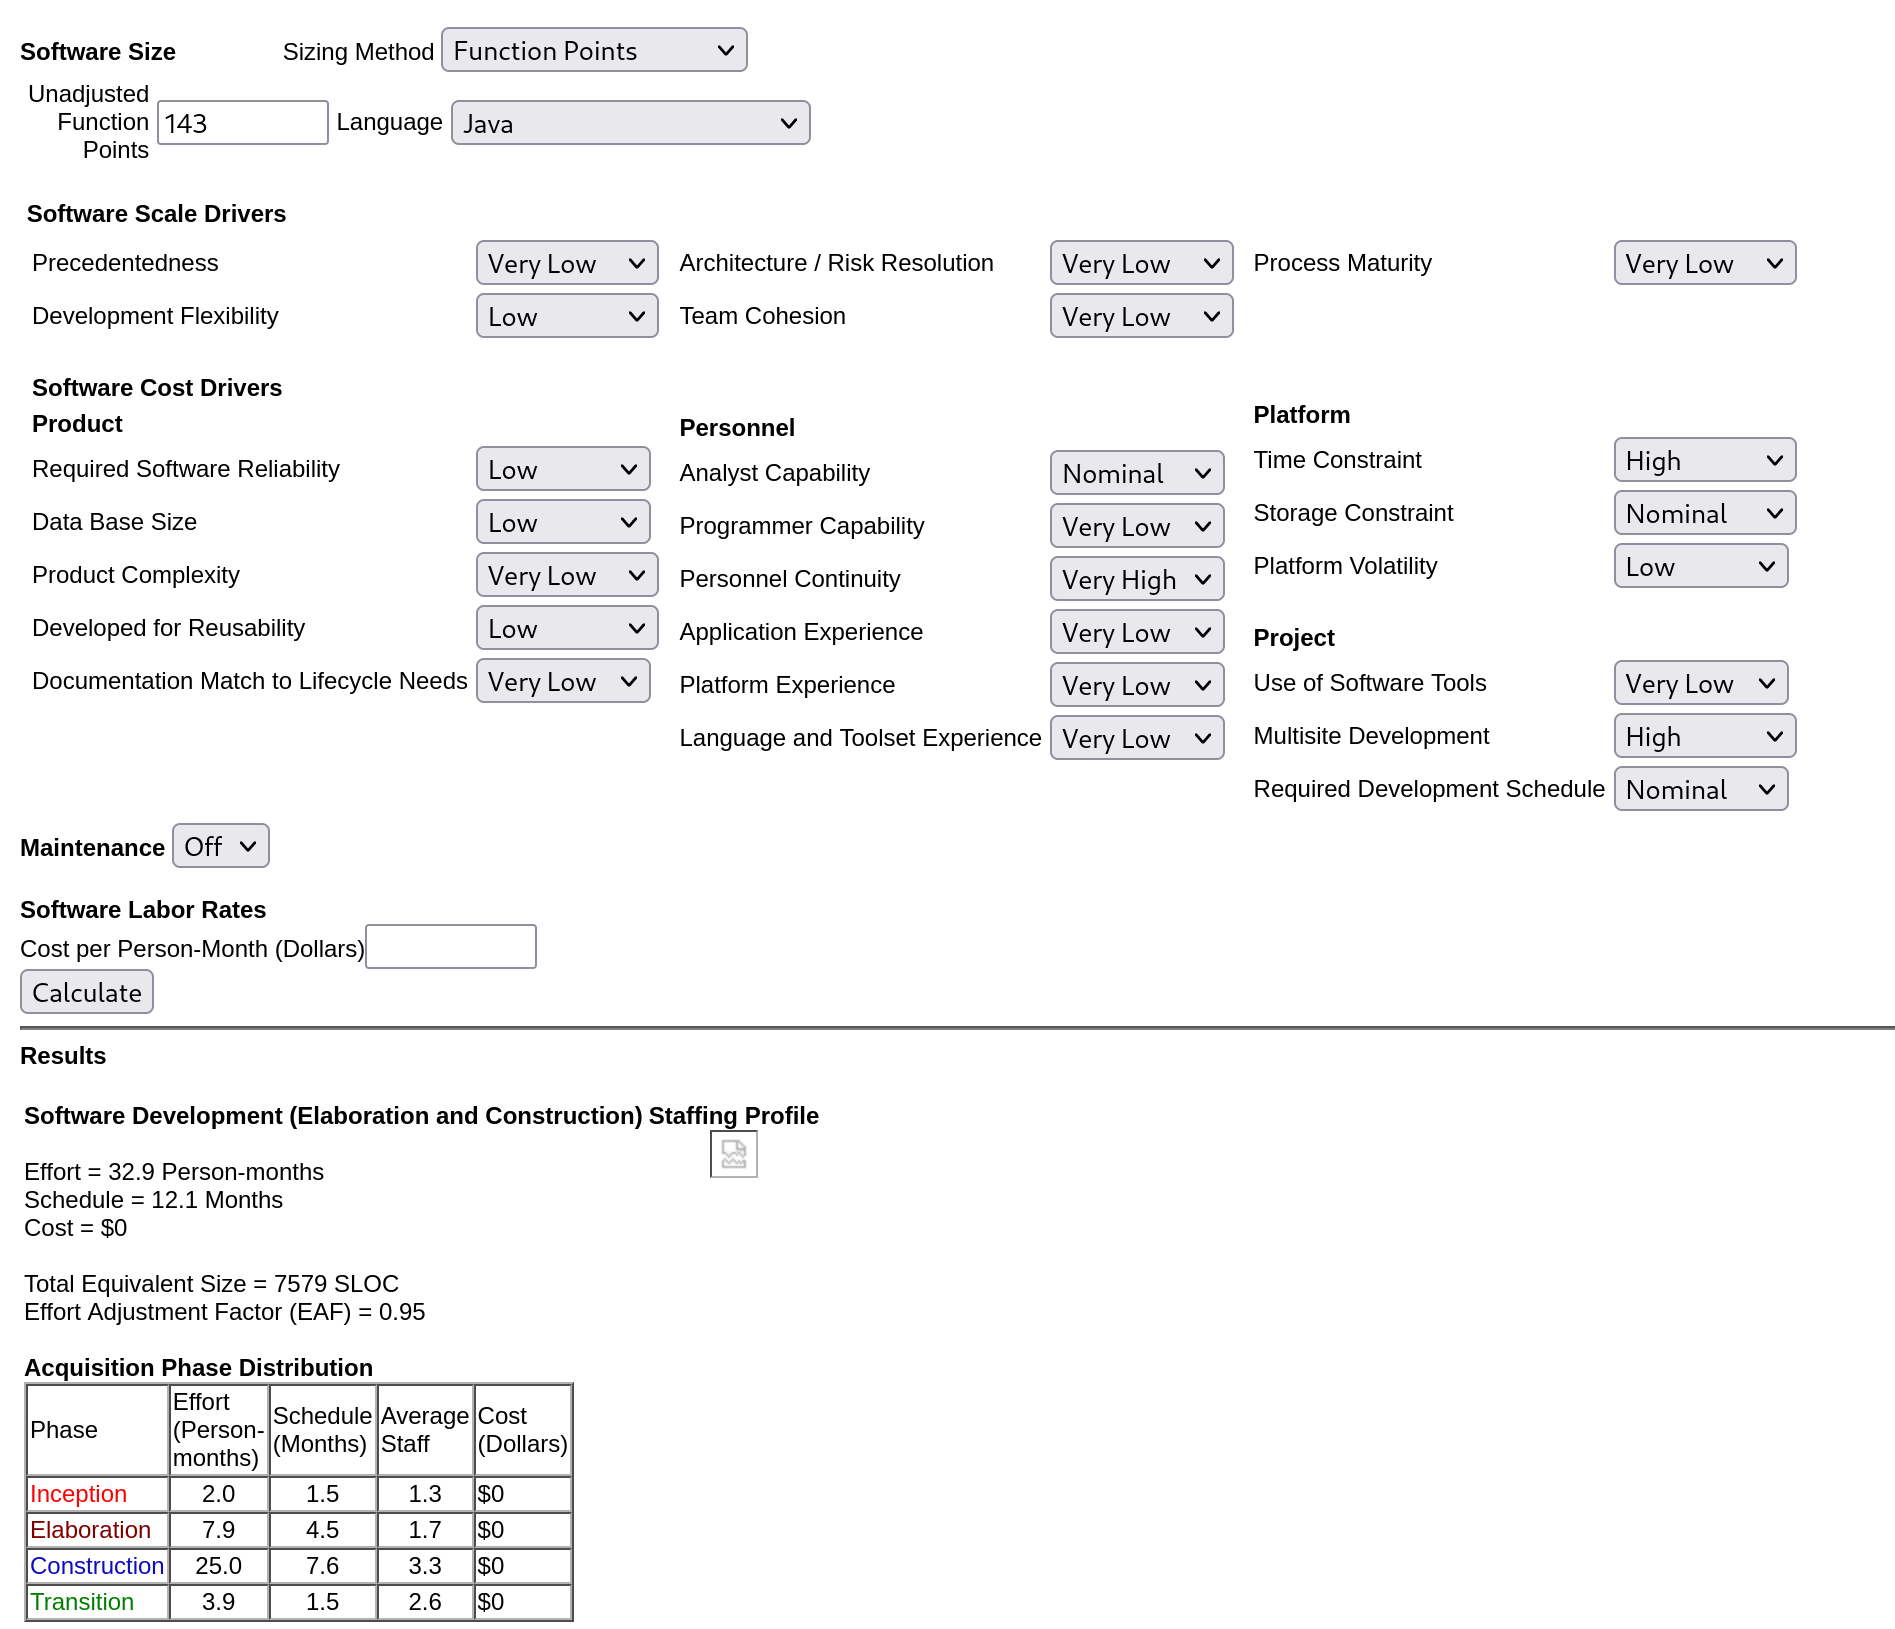 Software Size Sizing Method Function Points
Unadjusted
Function
Points
143 Language Java
Software Scale Drivers
Precedentedness Very Low Architecture / Risk Resolution Very Low Process Maturity Very Low
Development Flexibility Low Team Cohesion Very Low
Software Cost Drivers
Product
Required Software Reliability Low
Data Base Size Low
Product Complexity Very Low
Developed for Reusability Low
Documentation Match to Lifecycle Needs Very Low
Personnel
Analyst Capability Nominal
Programmer Capability Very Low
Personnel Continuity Very High
Application Experience Very Low
Platform Experience Very Low
Language and Toolset Experience Very Low
Platform
Time Constraint High
Storage Constraint Nominal
Platform Volatility Low
Project
Use of Software Tools Very Low
Multisite Development High
Required Development Schedule Nominal
Maintenance Off
Software Labor Rates
Cost per Person-Month (Dollars)
Calculate
Results
Software Development (Elaboration and Construction) Staffing Profile
Effort = 32.9 Person-months
Schedule = 12.1 Months
Cost = $0
Total Equivalent Size = 7579 SLOC
Effort Adjustment Factor (EAF) = 0.95
Acquisition Phase Distribution
Phase Effort (Person-months) Schedule (Months) Average Staff Cost (Dollars)
Inception 2.0 1.5 1.3 $0
Elaboration 7.9 4.5 1.7 $0
Construction 25.0 7.6 3.3 $0
Transition 3.9 1.5 2.6 $0